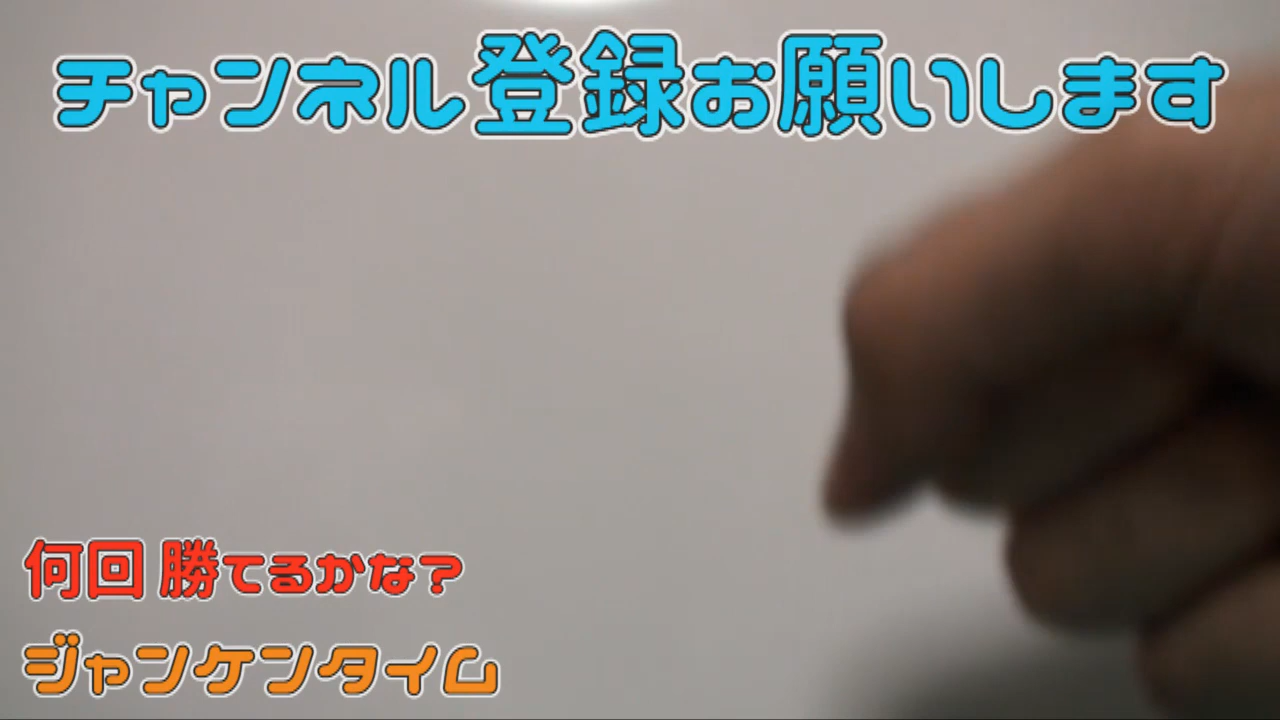 チャンネル登録お願いします
何回 勝てるかな?
ジャンケンタイム